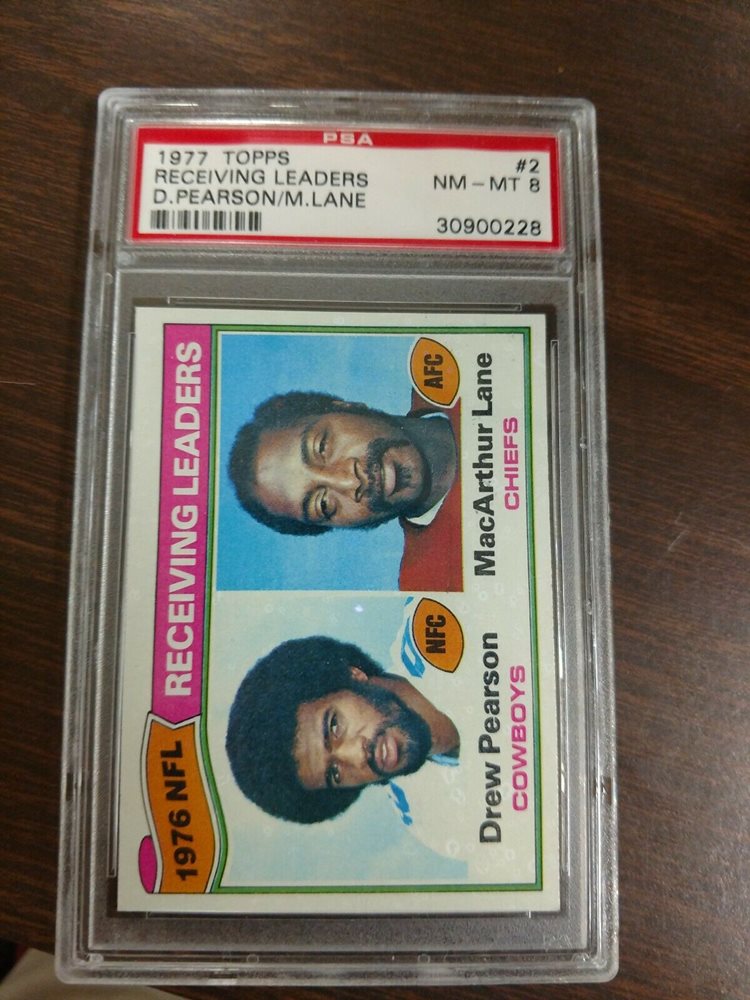 PSA
1977 TOPPS #2
RECEIVING LEADERS NM-MT 8
D.PEARSON/M.LANE
30900228
1976 NFL RECEIVING LEADERS
NFC AFC
Drew Pearson MacArthur Lane
COWBOYS CHIEFS